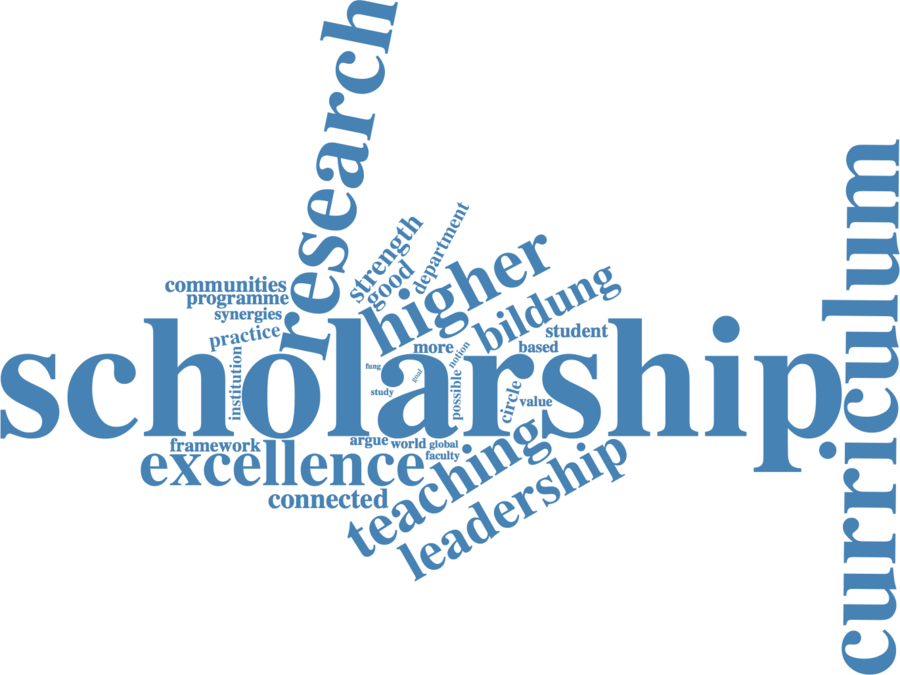 research
strength
good
department
higher
bildung
communities
programme
synergies
practice
student
based
more
notion
curriculum
scholarship
institution
fung
goal
study
possible
circle
value
framework
argue
world
global
faculty
excellence
connected
teaching
leadership